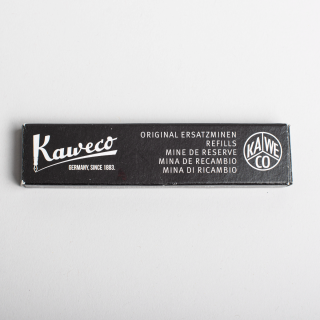 Kaweco
GERMANY, SINCE 1883.
ORIGINAL ERSATZMINEN
REFILLS
MINE DE RESERVE
MINA DE RECAMBIO
MINA DI RICAMBIO
KA WE
CO